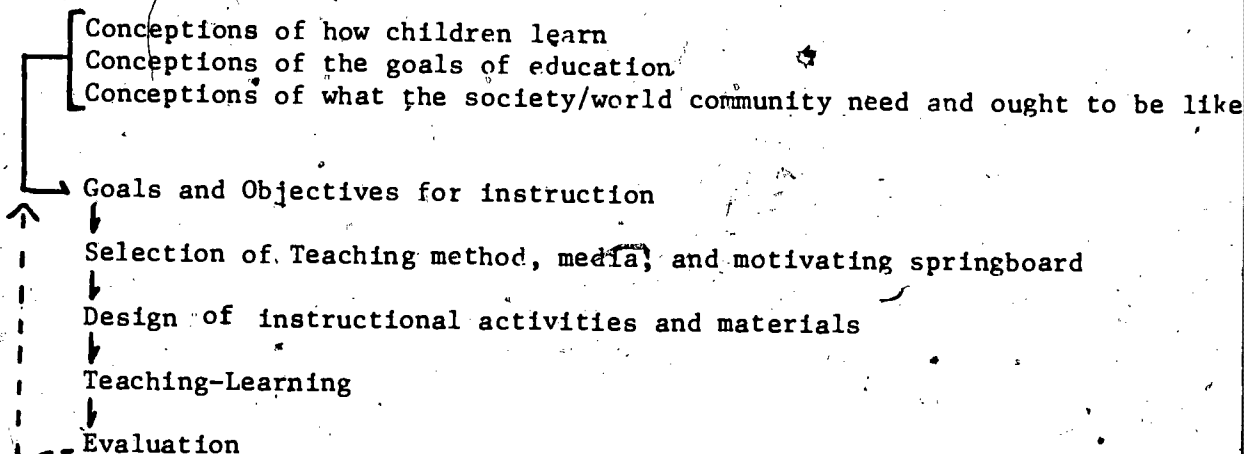 Conceptions of how children learn
Conceptions of the goals of education
Conceptions of what the society/world community need and ought to be like
Goals and Objectives for instruction
Selection of Teaching method, media, and motivating springboard
Design of instructional activities and materials
Teaching-Learning
Evaluation